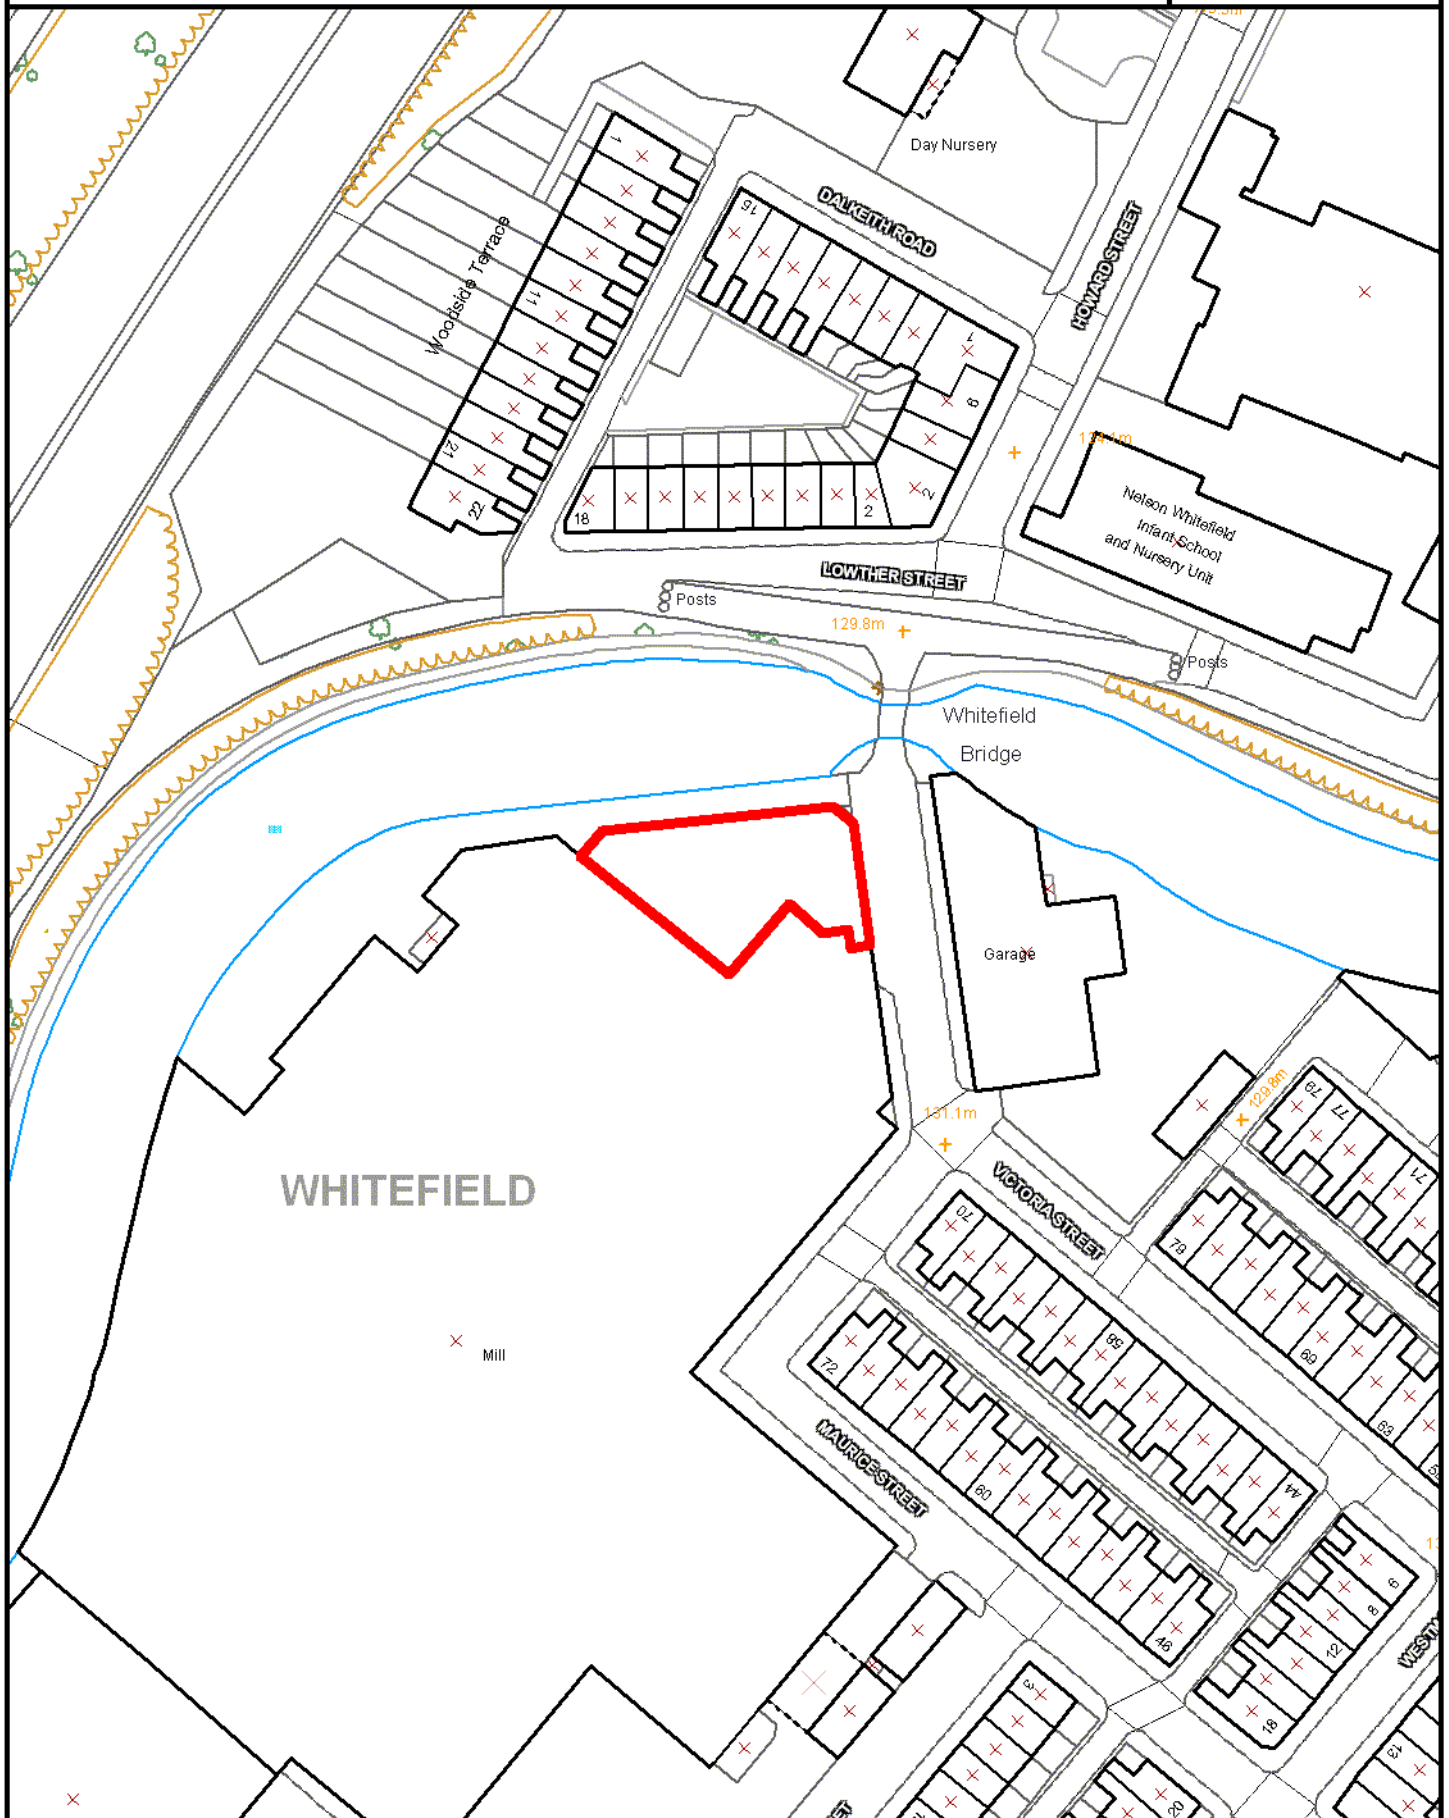 Day Nursery
DALKEITH ROAD
HOWARD STREET
Woodside Terrace
1
15
11
7
8
21
22
18
2
2
124.1m
Nelson Whitefield
Infant School
and Nursery Unit
LOWTHER STREET
Posts
129.8m
Posts
Whitefield
Bridge
Garage
131.1m
129.8m
79
77
71
WHITEFIELD
VICTORIA STREET
70
79
Mill
58
69
72
63
MAURICE STREET
60
44
46
6
8
12
18
3
13
20